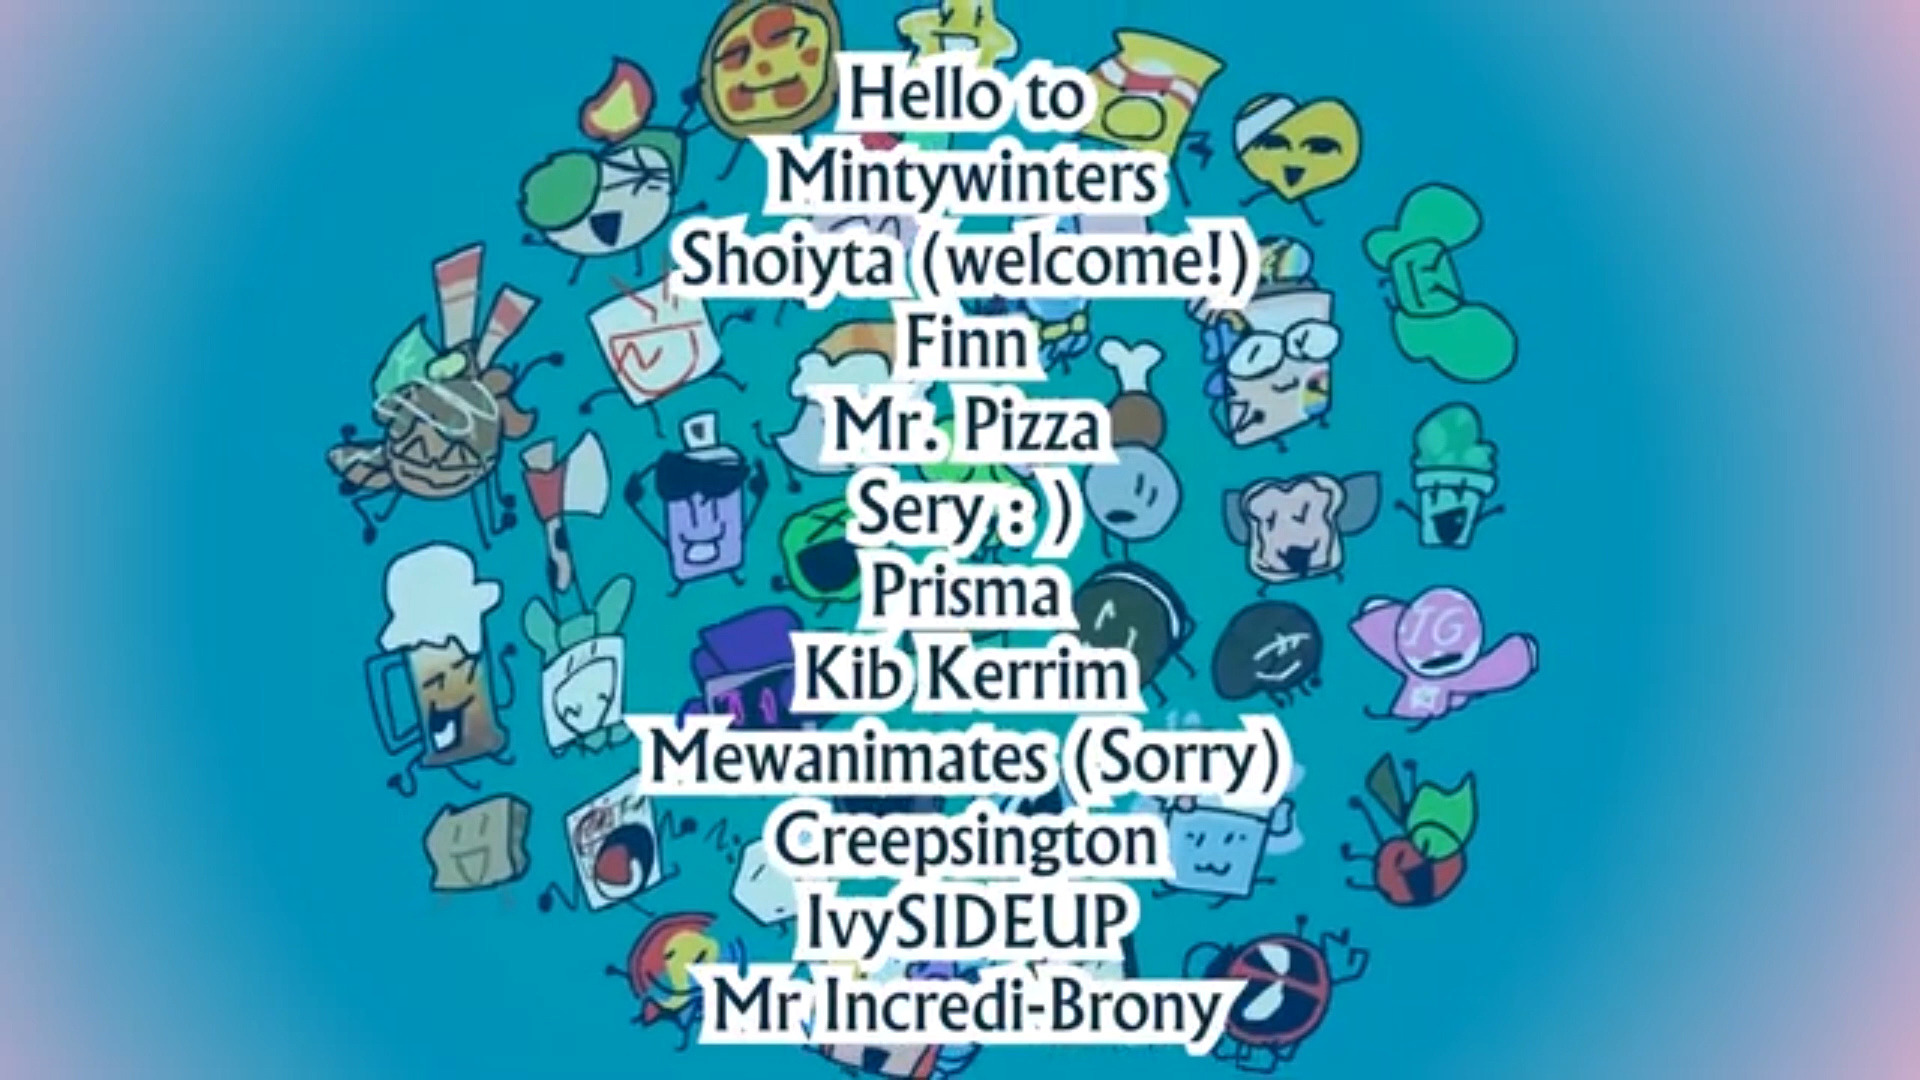 Hello to
Mintywinters
Shoiyta (welcome!)
Finn
Mr. Pizza
Sery : )
Prisma
Kib Kerrim
Mewanimates (Sorry)
Creepsington
IvySIDEUP
Mr Incredi-Brony
JG